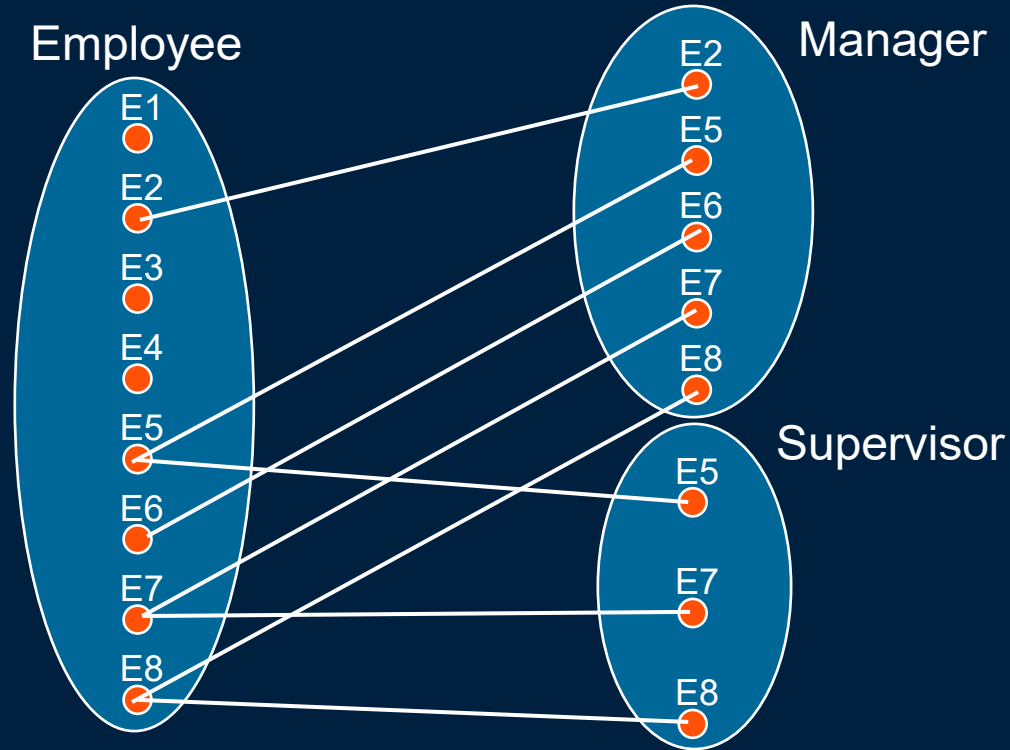 Employee
E1
E2
E3
E4
E5
E6
E7
E8
Manager
E2
E5
E6
E7
E8
Supervisor
E5
E7
E8